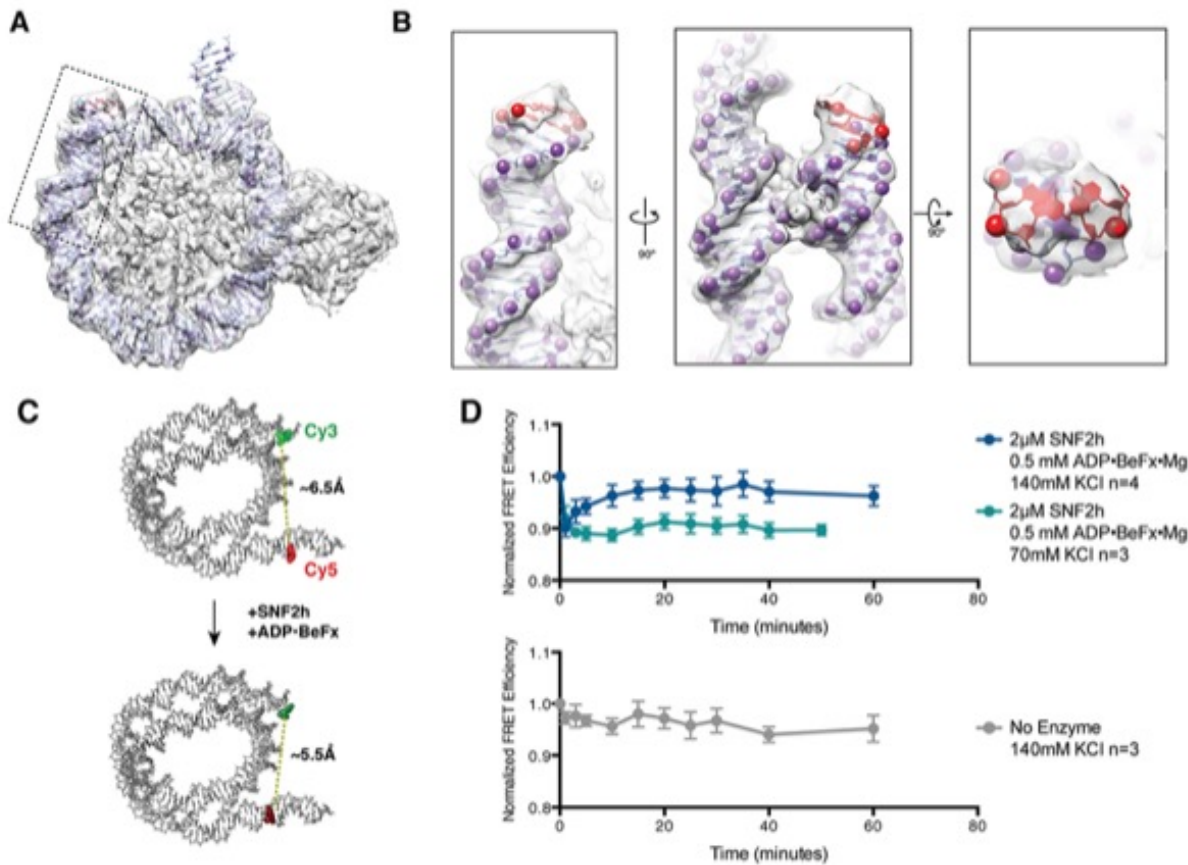 A
B
90°
90°
C
Cy3
~6.5Å
Cy5
+SNF2h
+ADP•BeFx
~5.5Å
D
Normalized FRET Efficiency
1.1
1.0
0.9
0.8
0
20
40
60
80
Time (minutes)
2µM SNF2h
0.5 mM ADP•BeFx•Mg
140mM KCl n=4
2µM SNF2h
0.5 mM ADP•BeFx•Mg
70mM KCl n=3
Normalized FRET Efficiency
1.1
1.0
0.9
0.8
0
20
40
60
80
Time (minutes)
No Enzyme
140mM KCl n=3